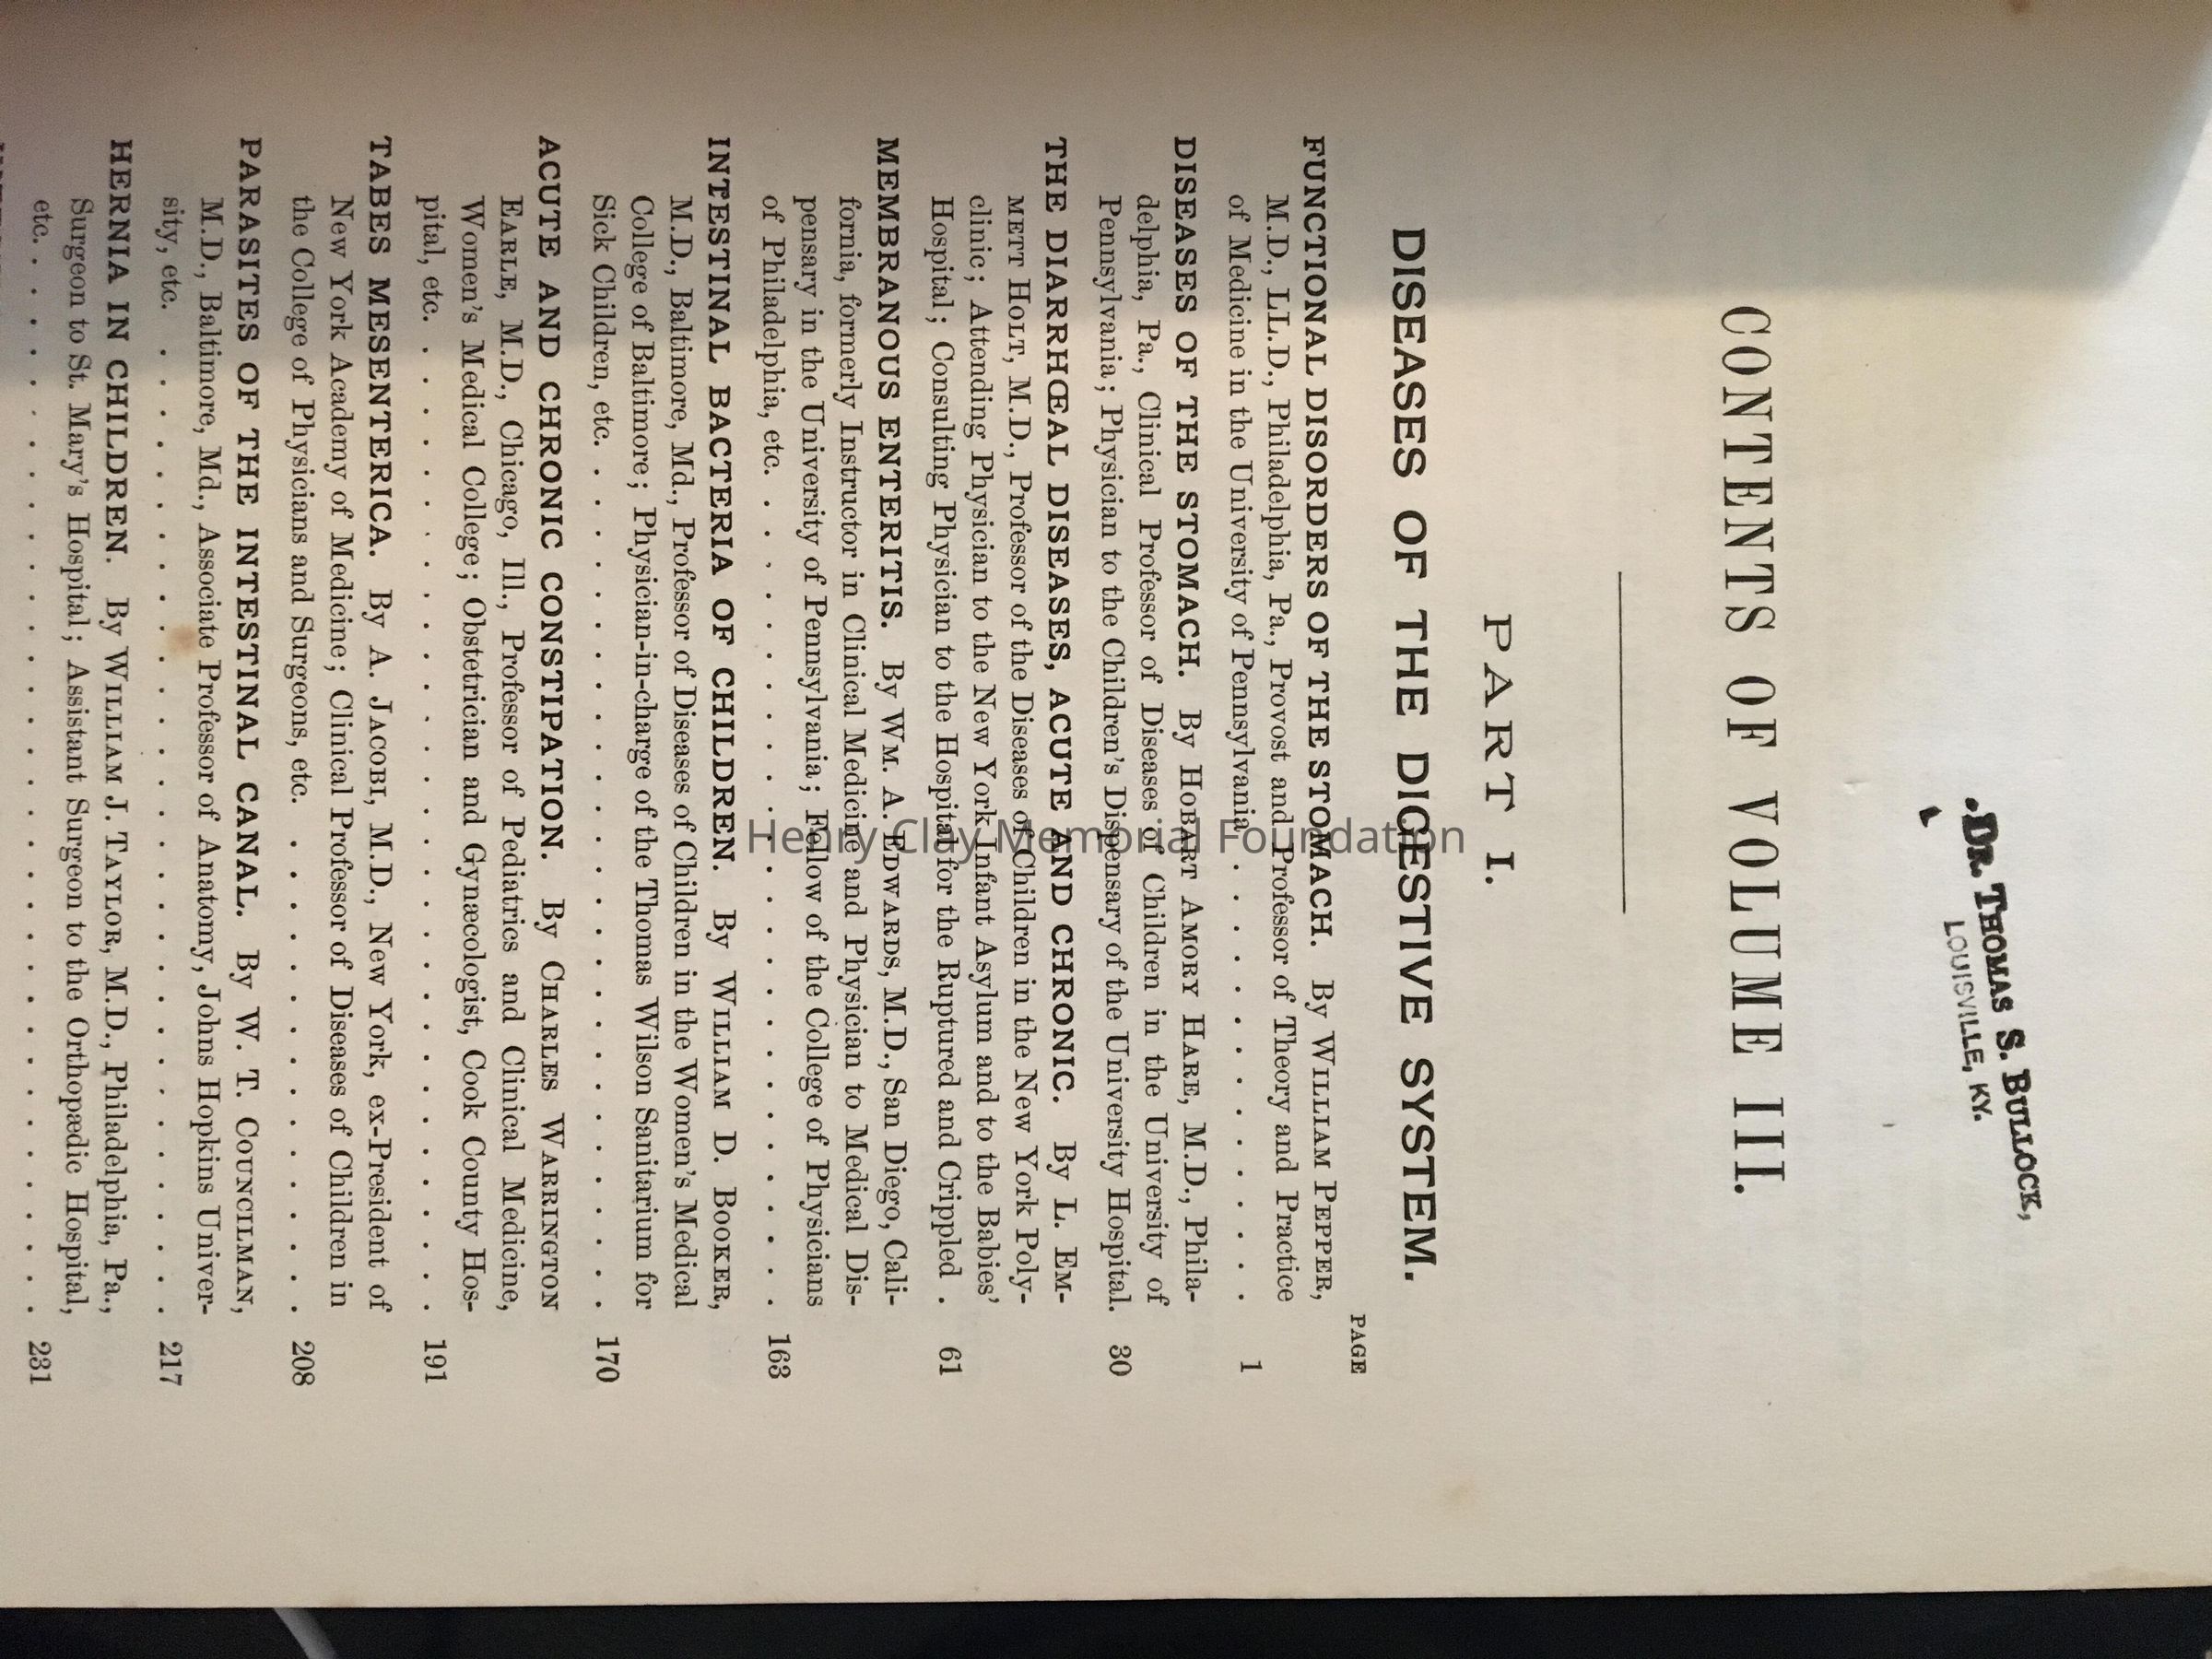 .DR. THOMAS S. BULLOCK,
LOUISVILLE, KY.
CONTENTS OF VOLUME III.
PART I.
DISEASES OF THE DIGESTIVE SYSTEM.
PAGE
FUNCTIONAL DISORDERS OF THE STOMACH. By WILLIAM PEPPER,
M.D., LL.D., Philadelphia, Pa., Provost and Professor of Theory and Practice
of Medicine in the University of Pennsylvania . . . . . . . . . . 1
DISEASES OF THE STOMACH. By HOBART AMORY HARE, M.D., Phila-
delphia, Pa., Clinical Professor of Diseases of Children in the University of
Pennsylvania; Physician to the Children's Dispensary of the University Hospital. 30
THE DIARRHŒAL DISEASES, ACUTE AND CHRONIC. By L. EM-
METT HOLT, M.D., Professor of the Diseases of Children in the New York Poly-
clinic; Attending Physician to the New York Infant Asylum and to the Babies'
Hospital; Consulting Physician to the Hospital for the Ruptured and Crippled . 61
MEMBRANOUS ENTERITIS. By WM. A. EDWARDS, M.D., San Diego, Cali-
fornia, formerly Instructor in Clinical Medicine and Physician to Medical Dis-
pensary in the University of Pennsylvania; Fellow of the College of Physicians
of Philadelphia, etc. . . . . . . . . . . . . . . . . . . . 163
INTESTINAL BACTERIA OF CHILDREN. By WILLIAM D. BOOKER,
M.D., Baltimore, Md., Professor of Diseases of Children in the Women's Medical
College of Baltimore; Physician-in-charge of the Thomas Wilson Sanitarium for
Sick Children, etc. . . . . . . . . . . . . . . . . . . . . 170
ACUTE AND CHRONIC CONSTIPATION. By CHARLES WARRINGTON
EARLE, M.D., Chicago, Ill., Professor of Pediatrics and Clinical Medicine,
Women's Medical College; Obstetrician and Gynæcologist, Cook County Hos-
pital, etc. . . . . . . . . . . . . . . . . . . . . . . . 191
TABES MESENTERICA. By A. JACOBI, M.D., New York, ex-President of
New York Academy of Medicine; Clinical Professor of Diseases of Children in
the College of Physicians and Surgeons, etc. . . . . . . . . . . . 208
PARASITES OF THE INTESTINAL CANAL. By W. T. COUNCILMAN,
M.D., Baltimore, Md., Associate Professor of Anatomy, Johns Hopkins Univer-
sity, etc. . . . . . . . . . . . . . . . . . . . . . . . . 217
HERNIA IN CHILDREN. By WILLIAM J. TAYLOR, M.D., Philadelphia, Pa.,
Surgeon to St. Mary's Hospital; Assistant Surgeon to the Orthopædic Hospital,
etc. . . . . . . . . . . . . . . . . . . . . . . . . . . 231
Henry Clay Memorial Foundation